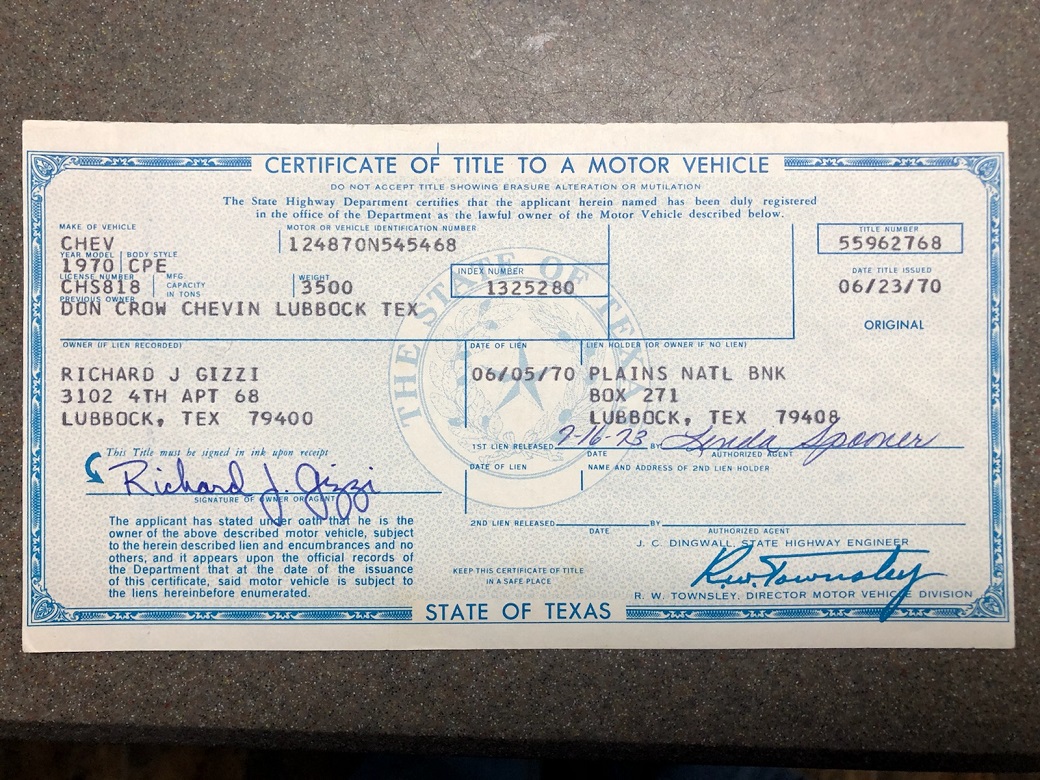 CERTIFICATE OF TITLE TO A MOTOR VEHICLE
DO NOT ACCEPT TITLE SHOWING ERASURE ALTERATION OR MUTILATION
The State Highway Department certifies that the applicant herein named has been duly registered
in the office of the Department as the lawful owner of the Motor Vehicle described below.
MAKE OF VEHICLE MOTOR OR VEHICLE IDENTIFICATION NUMBER TITLE NUMBER
CHEV 124870N545468 55962768
YEAR MODEL BODY STYLE
1970 CPE INDEX NUMBER DATE TITLE ISSUED
LICENSE NUMBER MFG. CAPACITY IN TONS WEIGHT
CHS818 3500 1325280 06/23/70
PREVIOUS OWNER
DON CROW CHEVIN LUBBOCK TEX
ORIGINAL
THE STATE OF TEXAS
OWNER (IF LIEN RECORDED) DATE OF LIEN LIEN HOLDER (OR OWNER IF NO LIEN)
RICHARD J GIZZI 06/05/70 PLAINS NATL BNK
3102 4TH APT 68 BOX 271
LUBBOCK, TEX 79400 LUBBOCK, TEX 79408
1ST LIEN RELEASED 7-16-73 BY Linda Spooner
DATE AUTHORIZED AGENT
This Title must be signed in ink upon receipt
Richard J. Gizzi
SIGNATURE OF OWNER OR AGENT
DATE OF LIEN NAME AND ADDRESS OF 2ND LIEN HOLDER
2ND LIEN RELEASED BY
DATE AUTHORIZED AGENT
The applicant has stated under oath that he is the
owner of the above described motor vehicle, subject
to the herein described lien and encumbrances and no
others, and it appears upon the official records of
the Department that at the date of the issuance
of this certificate, said motor vehicle is subject to
the liens hereinbefore enumerated.
KEEP THIS CERTIFICATE OF TITLE
IN A SAFE PLACE
J. C. DINGWALL, STATE HIGHWAY ENGINEER
R.W. Townsley
R. W. TOWNSLEY, DIRECTOR MOTOR VEHICLE DIVISION
STATE OF TEXAS